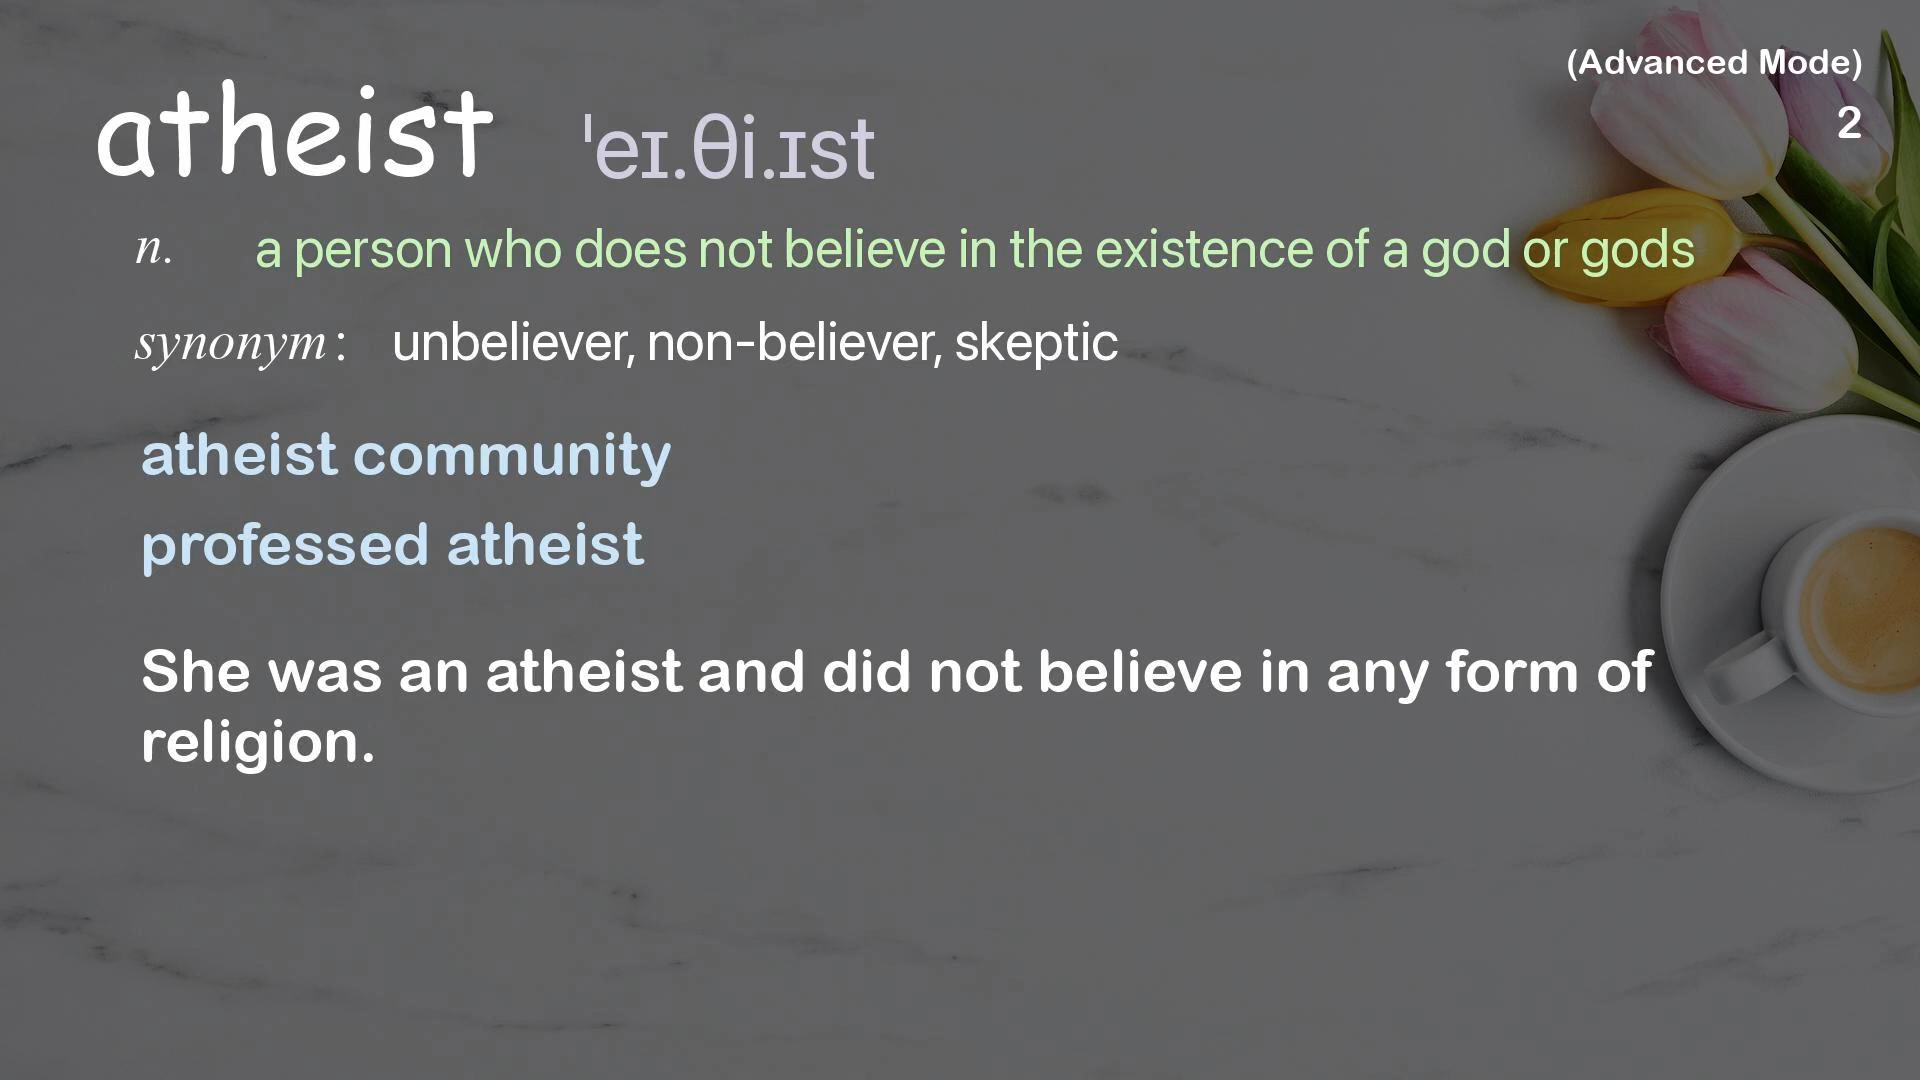 (Advanced Mode)
2
atheist ˈeɪ.θi.ɪst
n. a person who does not believe in the existence of a god or gods
synonym: unbeliever, non-believer, skeptic
atheist community
professed atheist
She was an atheist and did not believe in any form of
religion.